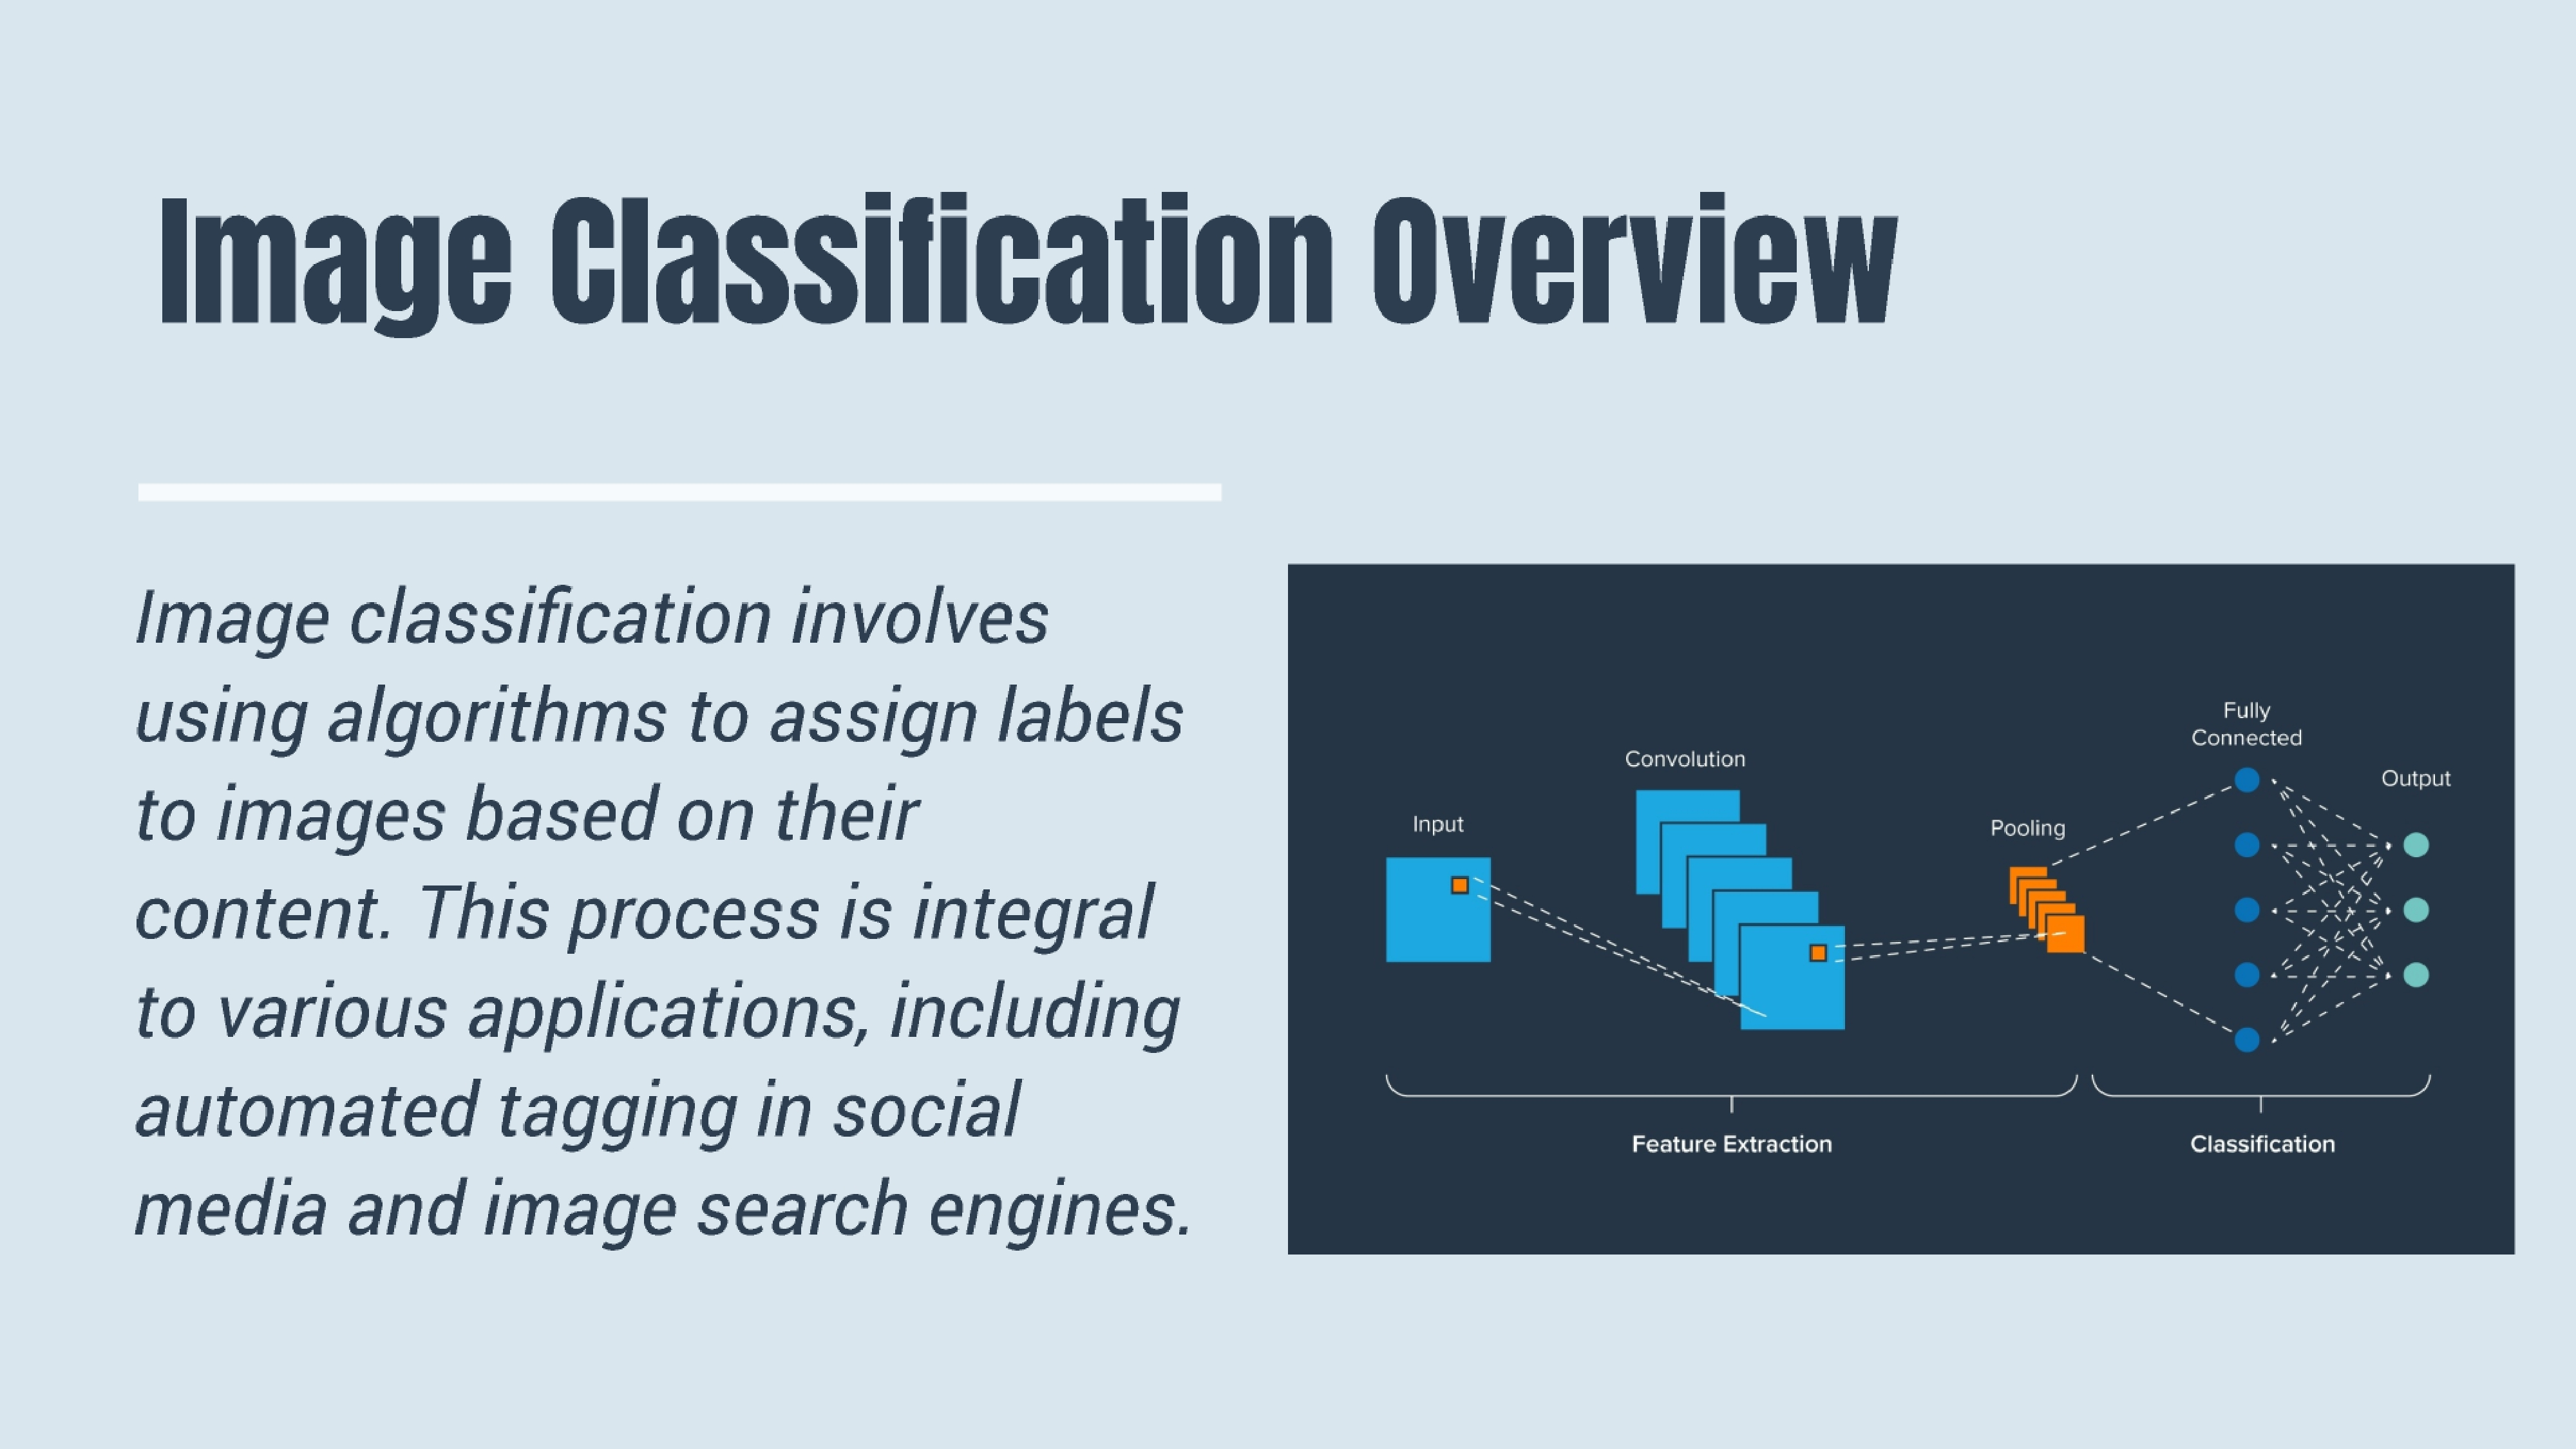 Image Classification Overview
Image classification involves
using algorithms to assign labels
to images based on their
content. This process is integral
to various applications, including
automated tagging in social
media and image search engines.
Input
Convolution
Pooling
Fully
Connected
Output
Feature Extraction
Classification